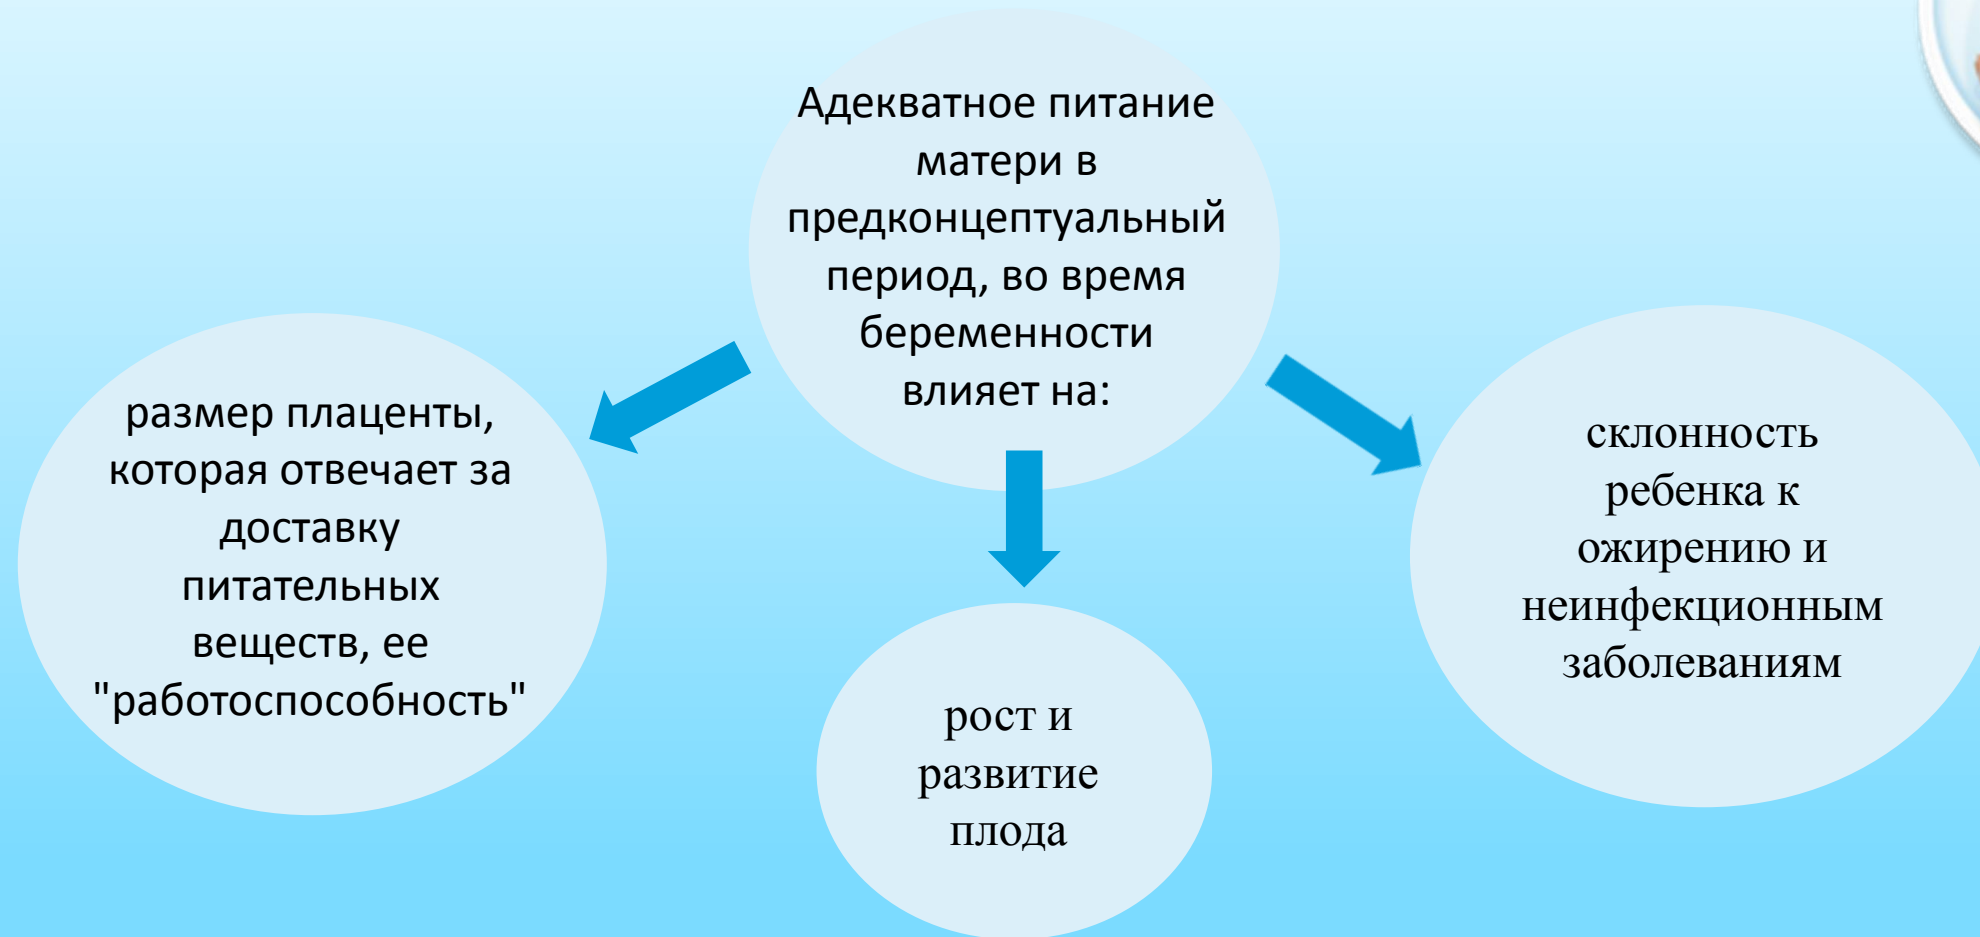 Адекватное питание
матери в
предконцептуальный
период, во время
беременности
влияет на:
размер плаценты,
которая отвечает за
доставку
питательных
веществ, ее
"работоспособность"
рост и
развитие
плода
склонность
ребенка к
ожирению и
неинфекционным
заболеваниям